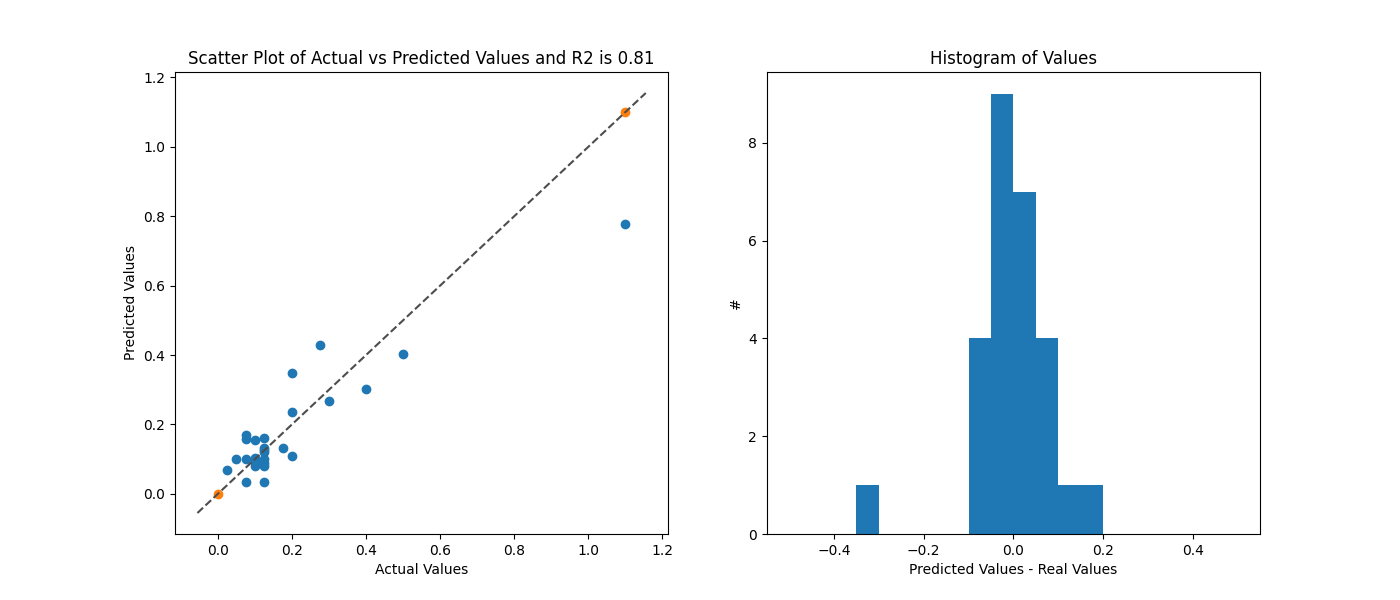 Scatter Plot of Actual vs Predicted Values and R2 is 0.81
1.2
1.0
0.8
0.6
0.4
0.2
0.0
Predicted Values
0.0 0.2 0.4 0.6 0.8 1.0 1.2
Actual Values
Histogram of Values
8
6
4
2
0
#
−0.4 −0.2 0.0 0.2 0.4
Predicted Values - Real Values